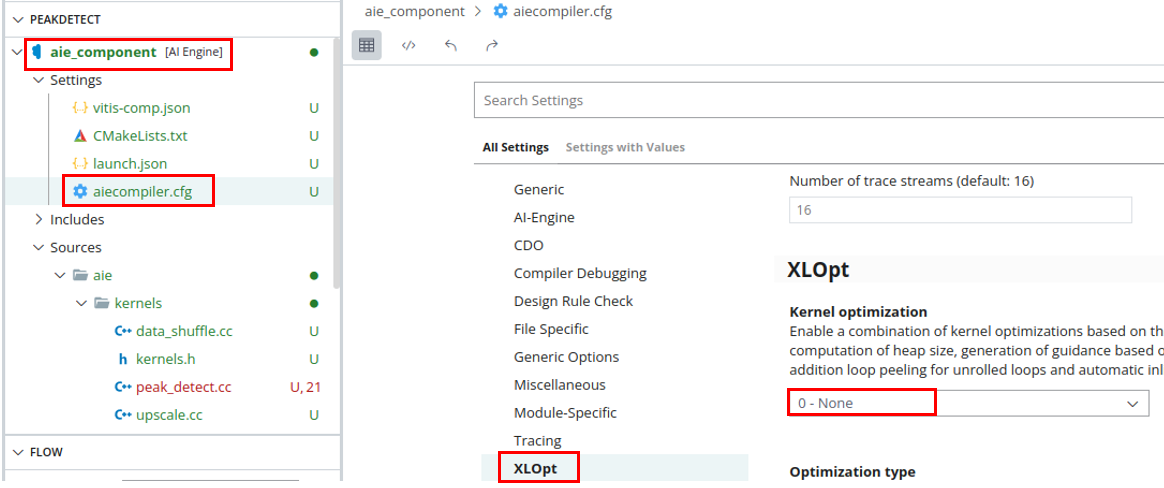 PEAKDETECT
aie_component [AI Engine]
Settings
vitis-comp.json U
CMakeLists.txt U
launch.json U
aiecompiler.cfg U
Includes
Sources
aie
kernels
data_shuffle.cc U
kernels.h U
peak_detect.cc U, 21
upscale.cc U
FLOW
aie_component > aiecompiler.cfg
Search Settings
All Settings Settings with Values
Generic
AI-Engine
CDO
Compiler Debugging
Design Rule Check
File Specific
Generic Options
Miscellaneous
Module-Specific
Tracing
XLOpt
Number of trace streams (default: 16)
16
XLOpt
Kernel optimization
Enable a combination of kernel optimizations based on th
computation of heap size, generation of guidance based o
addition loop peeling for unrolled loops and automatic inl
0 - None
Optimization type